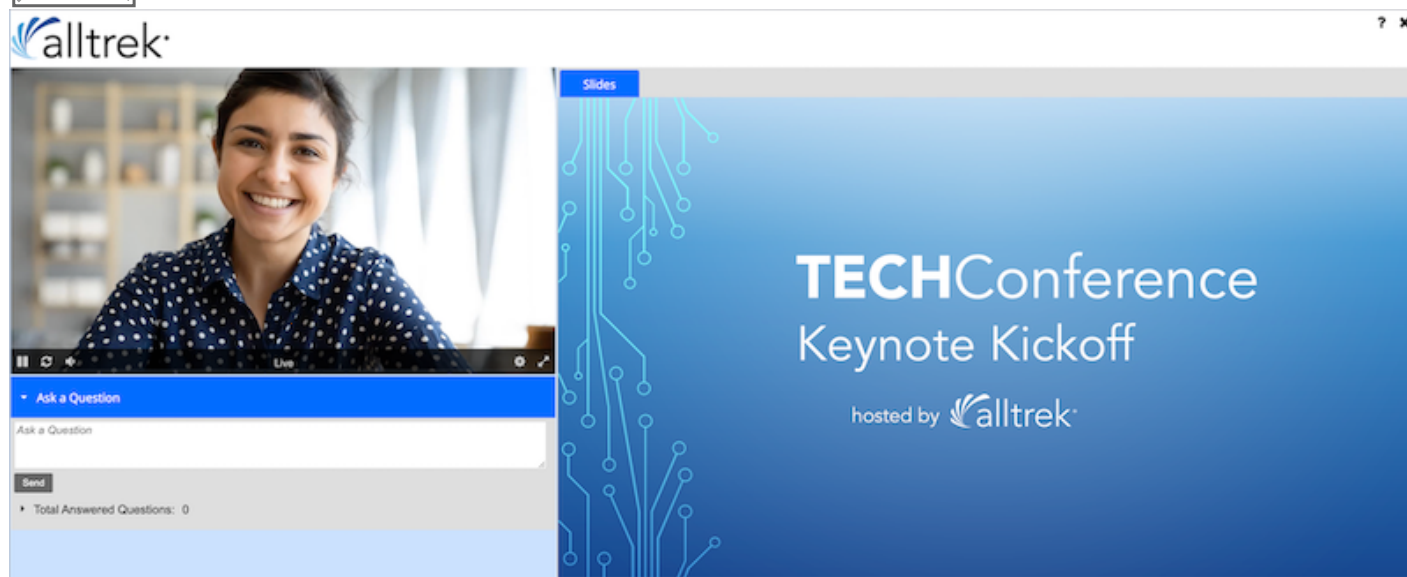 alltrek
? ✖
Slides
Live
Ask a Question
Ask a Question
Send
Total Answered Questions: 0
TECHConference
Keynote Kickoff
hosted by alltrek